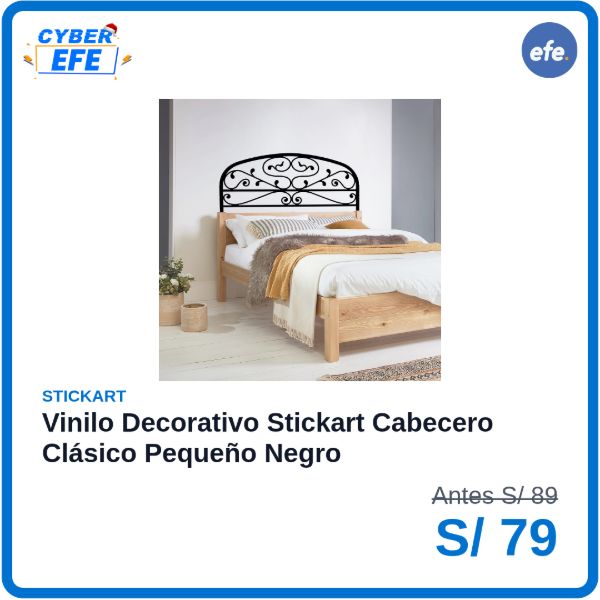 CYBER
EFE
efe.
STICKART
Vinilo Decorativo Stickart Cabecero
Clásico Pequeño Negro
Antes S/ 89
S/ 79